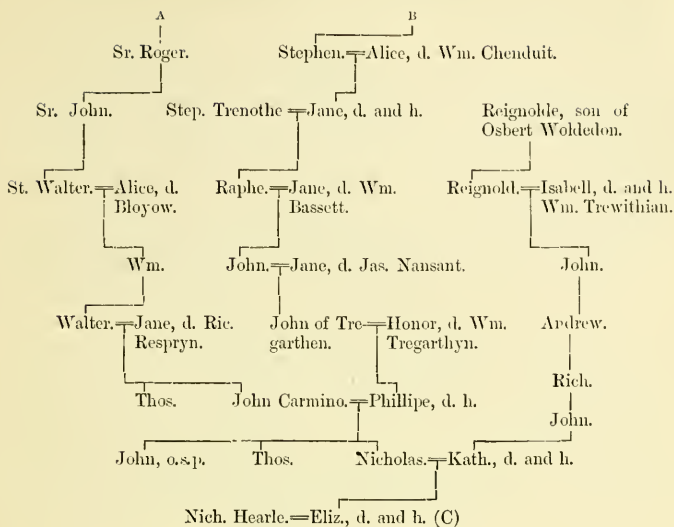 A B
Sr. Roger. Stephen. Alice, d. Wm. Chenduit.
Sr. John. Step. Trenothe Jane, d. and h. Reignolde, son of
Osbert Woldedon.
St. Walter. Alice, d. Raphe. Jane, d. Wm. Reignold. Isabell, d. and h.
Bloyow. Bassett. Wm. Trewithian.
Wm. John. Jane, d. Jas. Nansant. John.
Walter. Jane, d. Ric. John of Tre- Honor, d. Wm. Andrew.
Respryn. garthen. Tregarthyn.
Rich.
Thos. John Carmino. Phillipe, d. h.
John.
John, o.s.p. Thos. Nicholas. Kath., d. and h.
Nich. Hearle. Eliz., d. and h. (C)